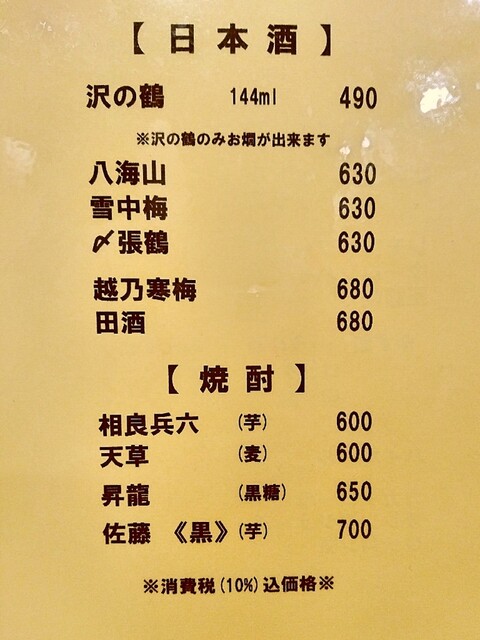 【 日 本 酒 】
沢の鶴 144ml 490
※沢の鶴のみお燗が出来ます
八海山 630
雪中梅 630
〆張鶴 630
越乃寒梅 680
田酒 680
【 焼 酎 】
相良兵六 (芋) 600
天草 (麦) 600
昇龍 (黒糖) 650
佐藤 《黒》 (芋) 700
※消費税(10%)込価格※